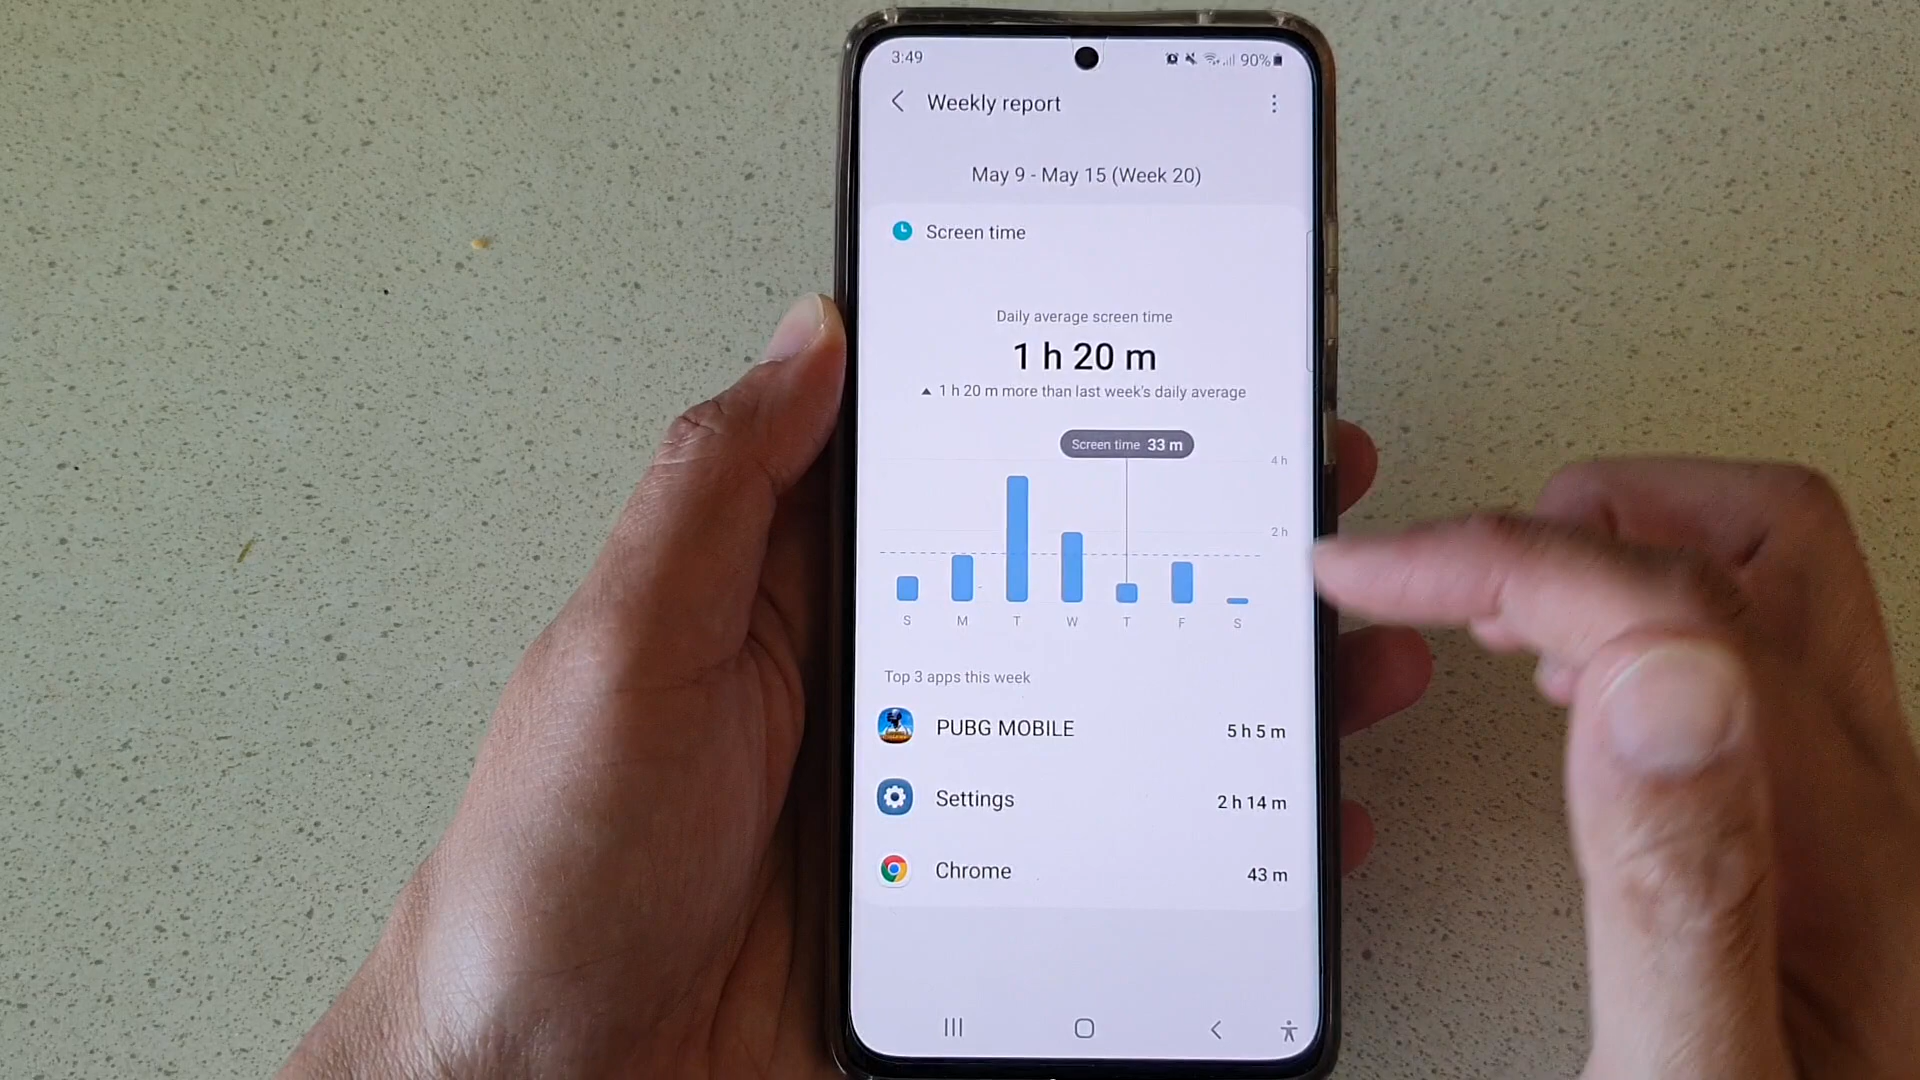 3:49 90%
Weekly report
May 9 - May 15 (Week 20)
Screen time
Daily average screen time
1 h 20 m
▲ 1 h 20 m more than last week's daily average
Screen time 33 m
4 h
2 h
S M T W T F S
Top 3 apps this week
PUBG MOBILE 5 h 5 m
Settings 2 h 14 m
Chrome 43 m